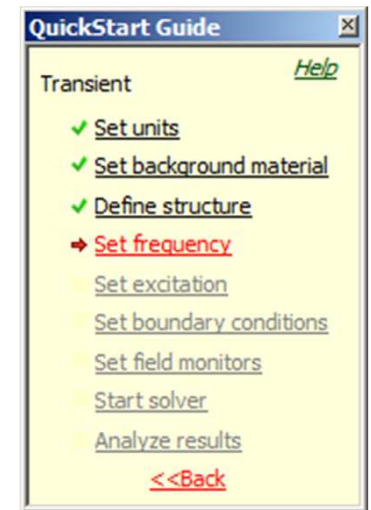 QuickStart Guide
Help
Transient
Set units
Set background material
Define structure
Set frequency
Set excitation
Set boundary conditions
Set field monitors
Start solver
Analyze results
<<Back